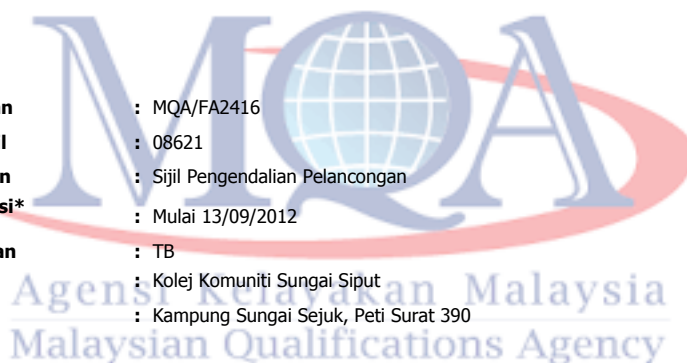 MQA
an : MQA/FA2416
l : 08621
n : Sijil Pengendalian Pelancongan
si*
: Mulai 13/09/2012
an : TB
: Kolej Komuniti Sungai Siput
Agensi Kelayakan Malaysia
: Kampung Sungai Sejuk, Peti Surat 390
Malaysian Qualifications Agency